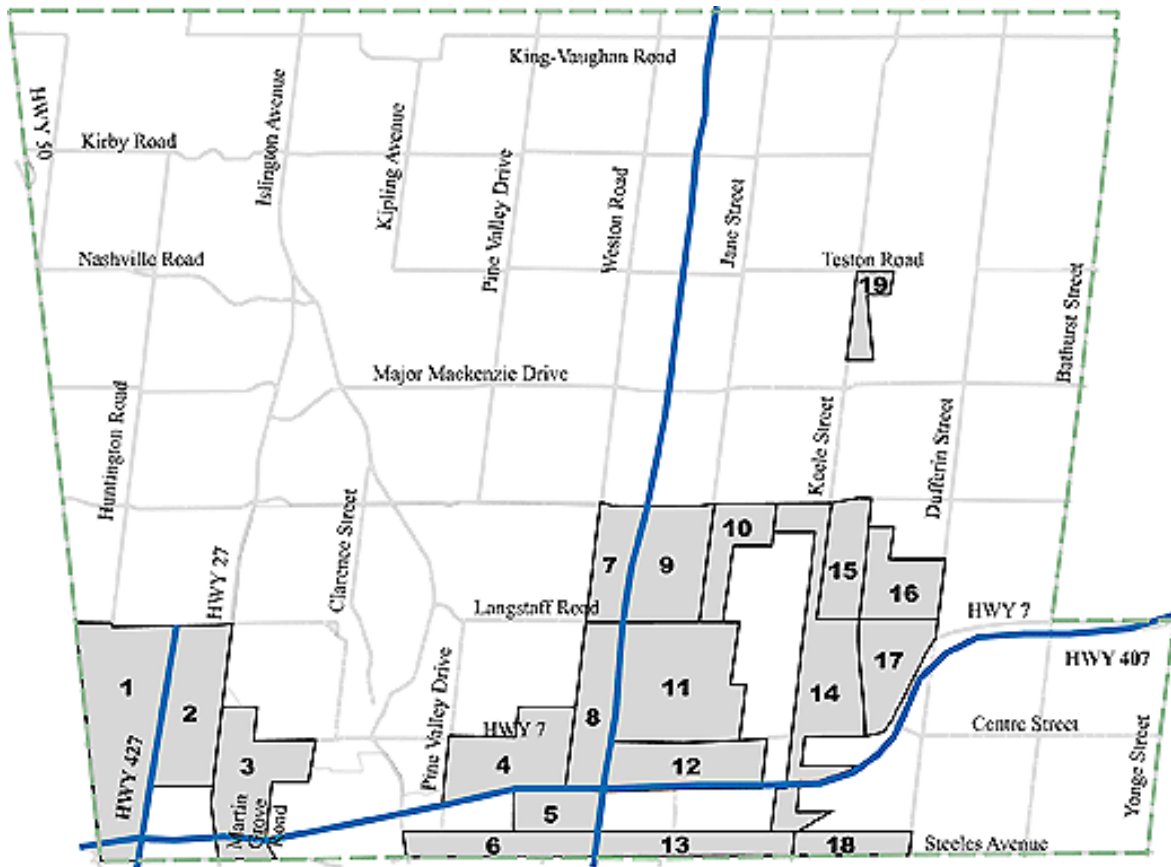 King-Vaughan Road
HWY 50
Kirby Road
Islington Avenue
Kipling Avenue
Pine Valley Drive
Weston Road
Jane Street
Nashville Road
Teston Road
19
Bathurst Street
Major Mackenzie Drive
Huntington Road
Keele Street
Dufferin Street
Clarence Street
HWY 27
7
9
10
15
16
Langstaff Road
HWY 7
HWY 407
1
2
8
11
14
17
HWY 427
3
Pine Valley Drive
HWY 7
4
12
Centre Street
Yonge Street
Martin
Grove
Road
5
6
13
18
Steeles Avenue